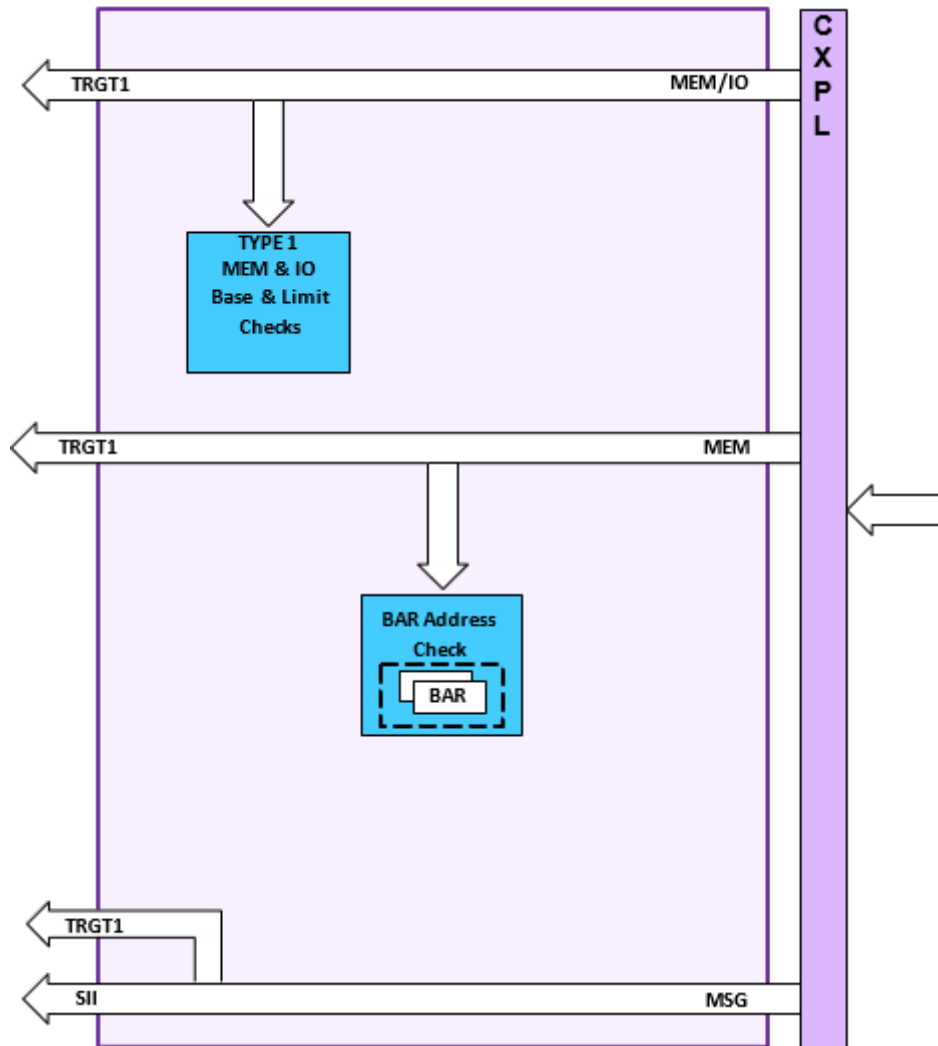 C
X
P
L
TRGT1 MEM/IO
TYPE 1
MEM & IO
Base & Limit
Checks
TRGT1 MEM
BAR Address
Check
BAR
TRGT1
SII MSG